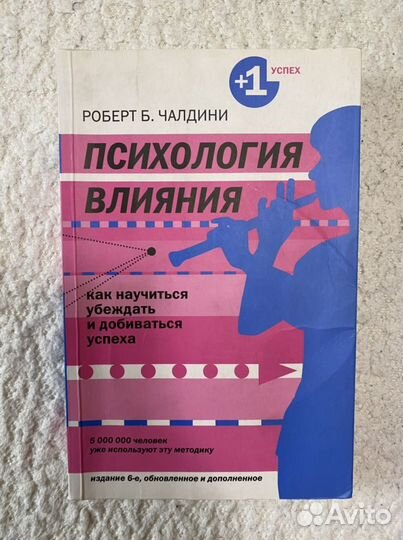 +1 УСПЕХ
РОБЕРТ Б. ЧАЛДИНИ
ПСИХОЛОГИЯ
ВЛИЯНИЯ
как научиться
убеждать
и добиваться
успеха
5 000 000 человек
уже используют эту методику
издание 6-е, обновленное и дополненное
Avito